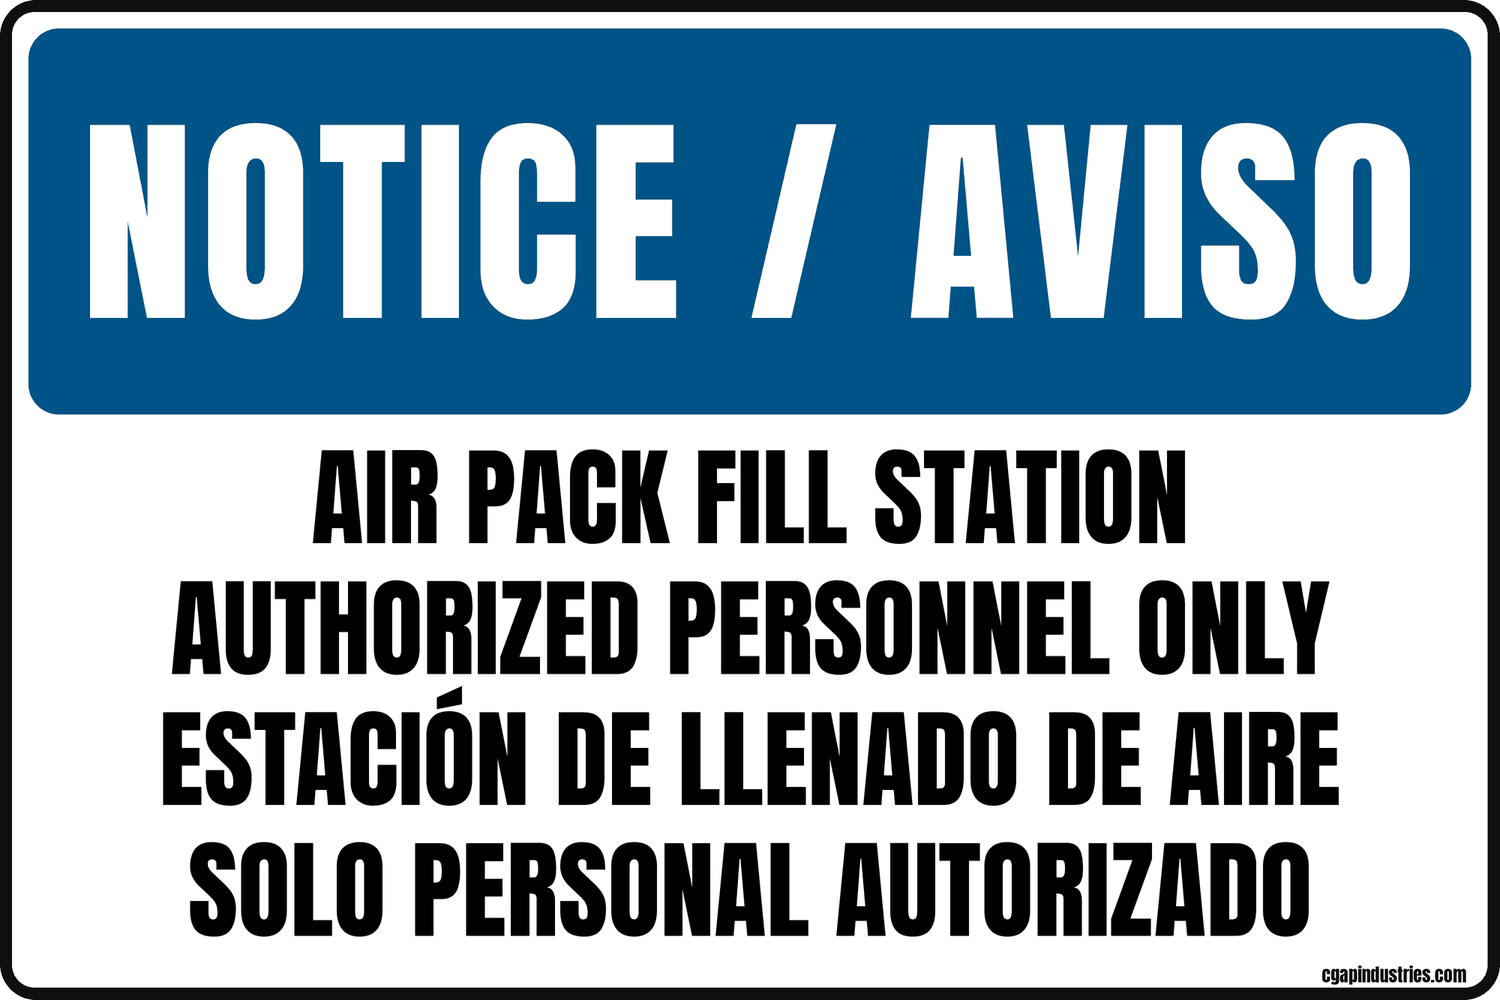 NOTICE / AVISO
AIR PACK FILL STATION
AUTHORIZED PERSONNEL ONLY
ESTACIÓN DE LLENADO DE AIRE
SOLO PERSONAL AUTORIZADO
cgapindustries.com